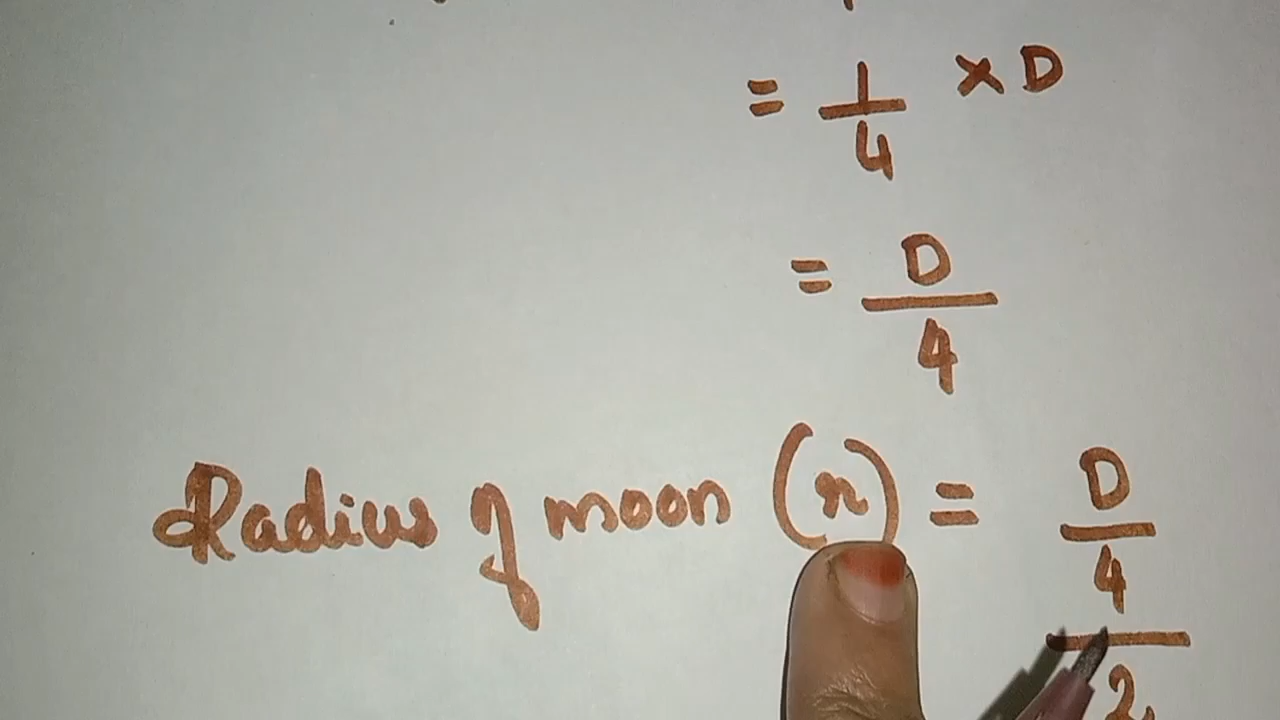 = 1/4 × D
= D/4
Radius of moon (r) = D/4/2